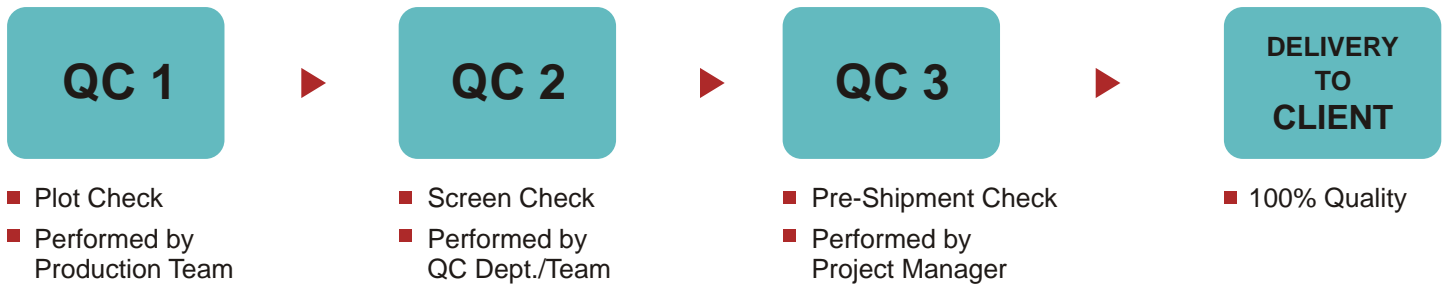 QC 1
QC 2
QC 3
DELIVERY
TO
CLIENT
Plot Check
Performed by
Production Team
Screen Check
Performed by
QC Dept./Team
Pre-Shipment Check
Performed by
Project Manager
100% Quality